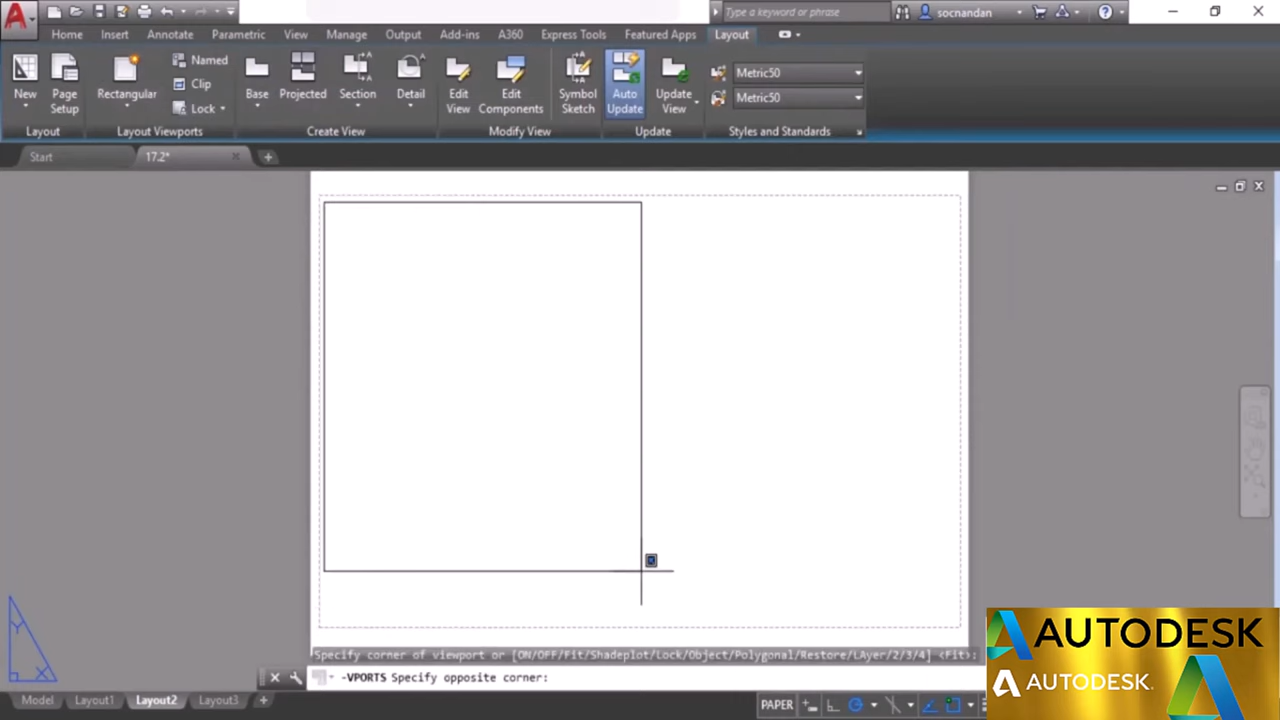 Type a keyword or phrase
socnandan
Home Insert Annotate Parametric View Manage Output Add-ins A360 Express Tools Featured Apps Layout
New
Page Setup
Rectangular
Named
Clip
Lock
Base
Projected
Section
Detail
Edit View
Edit Components
Symbol Sketch
Auto Update
Update View
Metric50
Metric50
Layout Layout Viewports Create View Modify View Update Styles and Standards
Start 17.2*
Specify corner of viewport or [ON/OFF/Fit/Shadeplot/Lock/Object/Polygonal/Restore/LAyer/2/3/4] <Fit>:
-VPORTS Specify opposite corner:
Model Layout1 Layout2 Layout3 +
PAPER
Y
X
AUTODESK
AUTODESK.